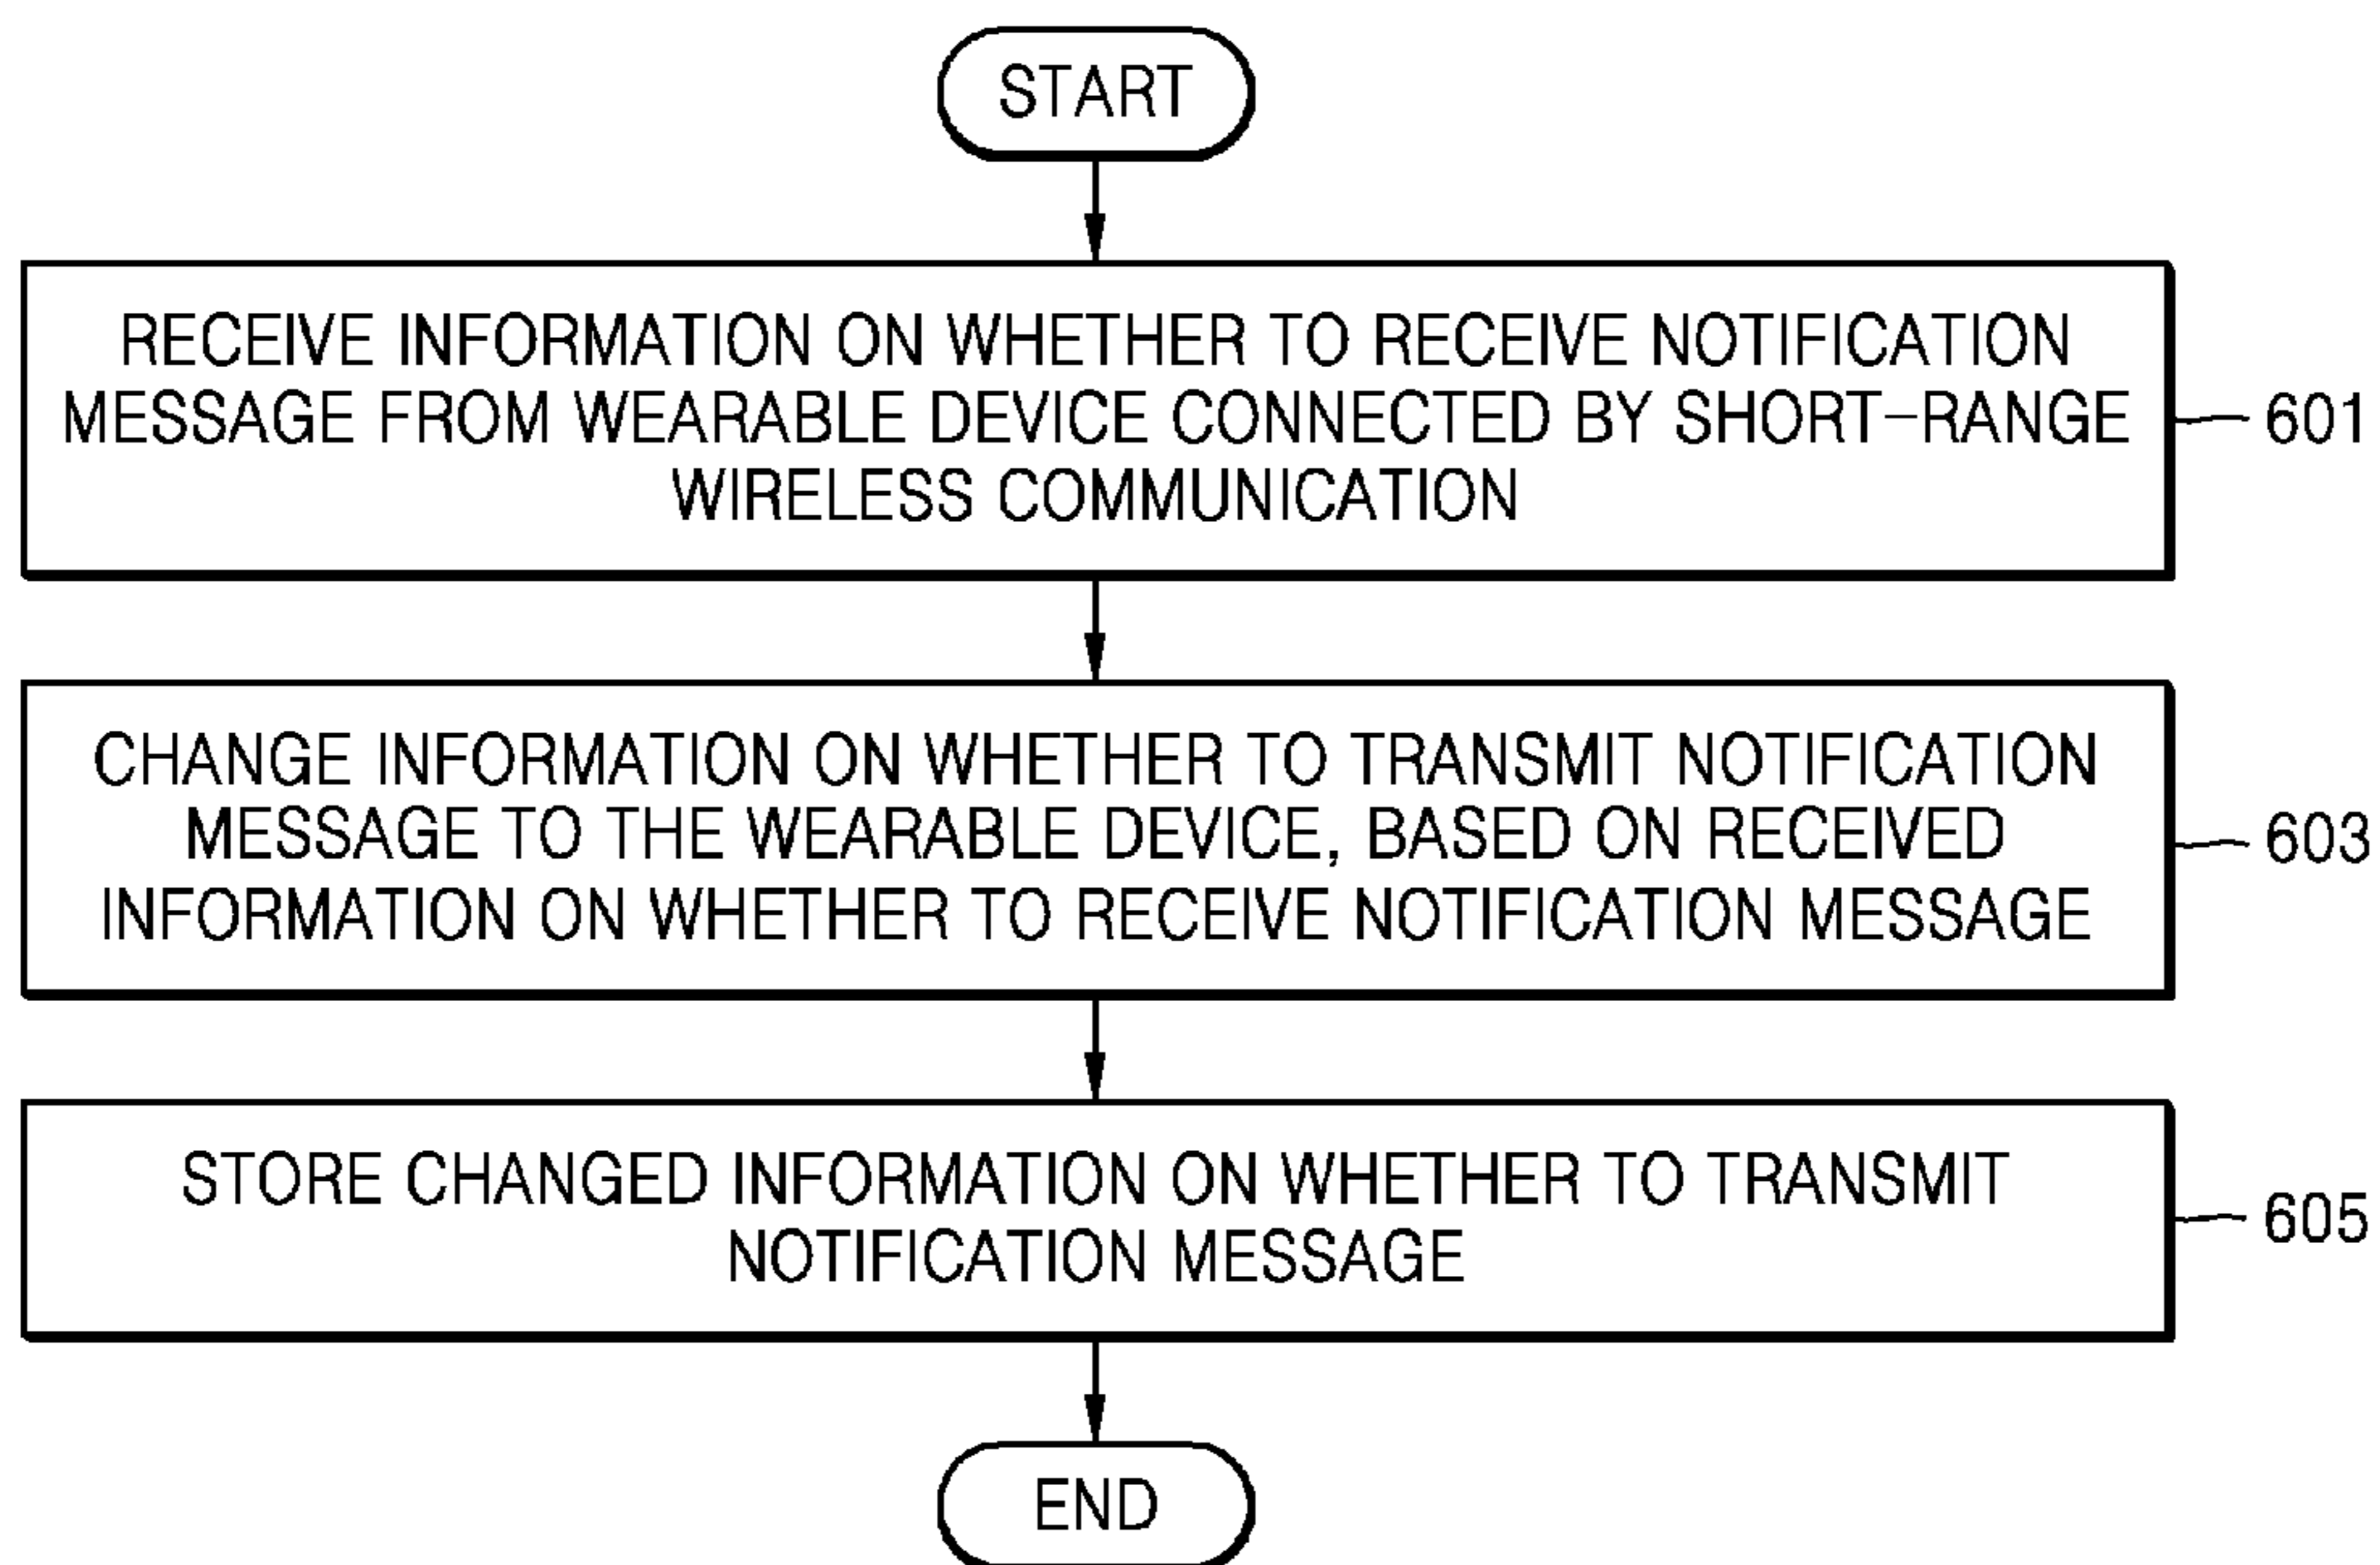 START
RECEIVE INFORMATION ON WHETHER TO RECEIVE NOTIFICATION
MESSAGE FROM WEARABLE DEVICE CONNECTED BY SHORT-RANGE
WIRELESS COMMUNICATION
601
CHANGE INFORMATION ON WHETHER TO TRANSMIT NOTIFICATION
MESSAGE TO THE WEARABLE DEVICE, BASED ON RECEIVED
INFORMATION ON WHETHER TO RECEIVE NOTIFICATION MESSAGE
603
STORE CHANGED INFORMATION ON WHETHER TO TRANSMIT
NOTIFICATION MESSAGE
605
END